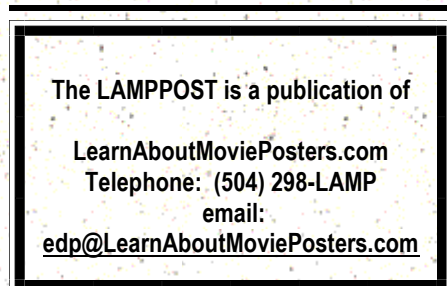 The LAMPPOST is a publication of
LearnAboutMoviePosters.com
Telephone: (504) 298-LAMP
email:
edp@LearnAboutMoviePosters.com